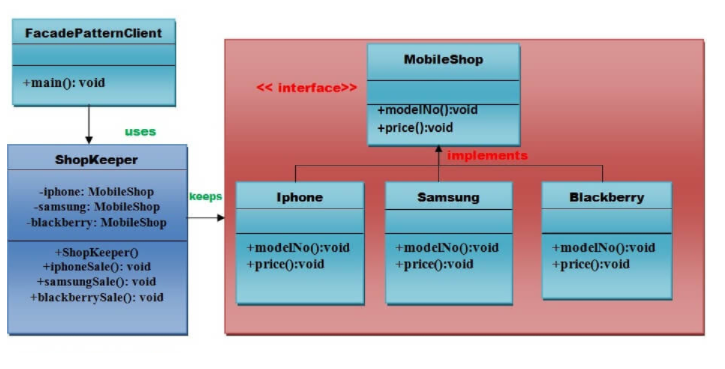 FacadePatternClient
+main(): void
uses
ShopKeeper
-iphone: MobileShop
-samsung: MobileShop
-blackberry: MobileShop
+ShopKeeper()
+iphoneSale(): void
+samsungSale(): void
+blackberrySale(): void
keeps
MobileShop
<< interface>>
+modelNo():void
+price():void
implements
Iphone
+modelNo():void
+price():void
Samsung
+modelNo():void
+price():void
Blackberry
+modelNo():void
+price():void